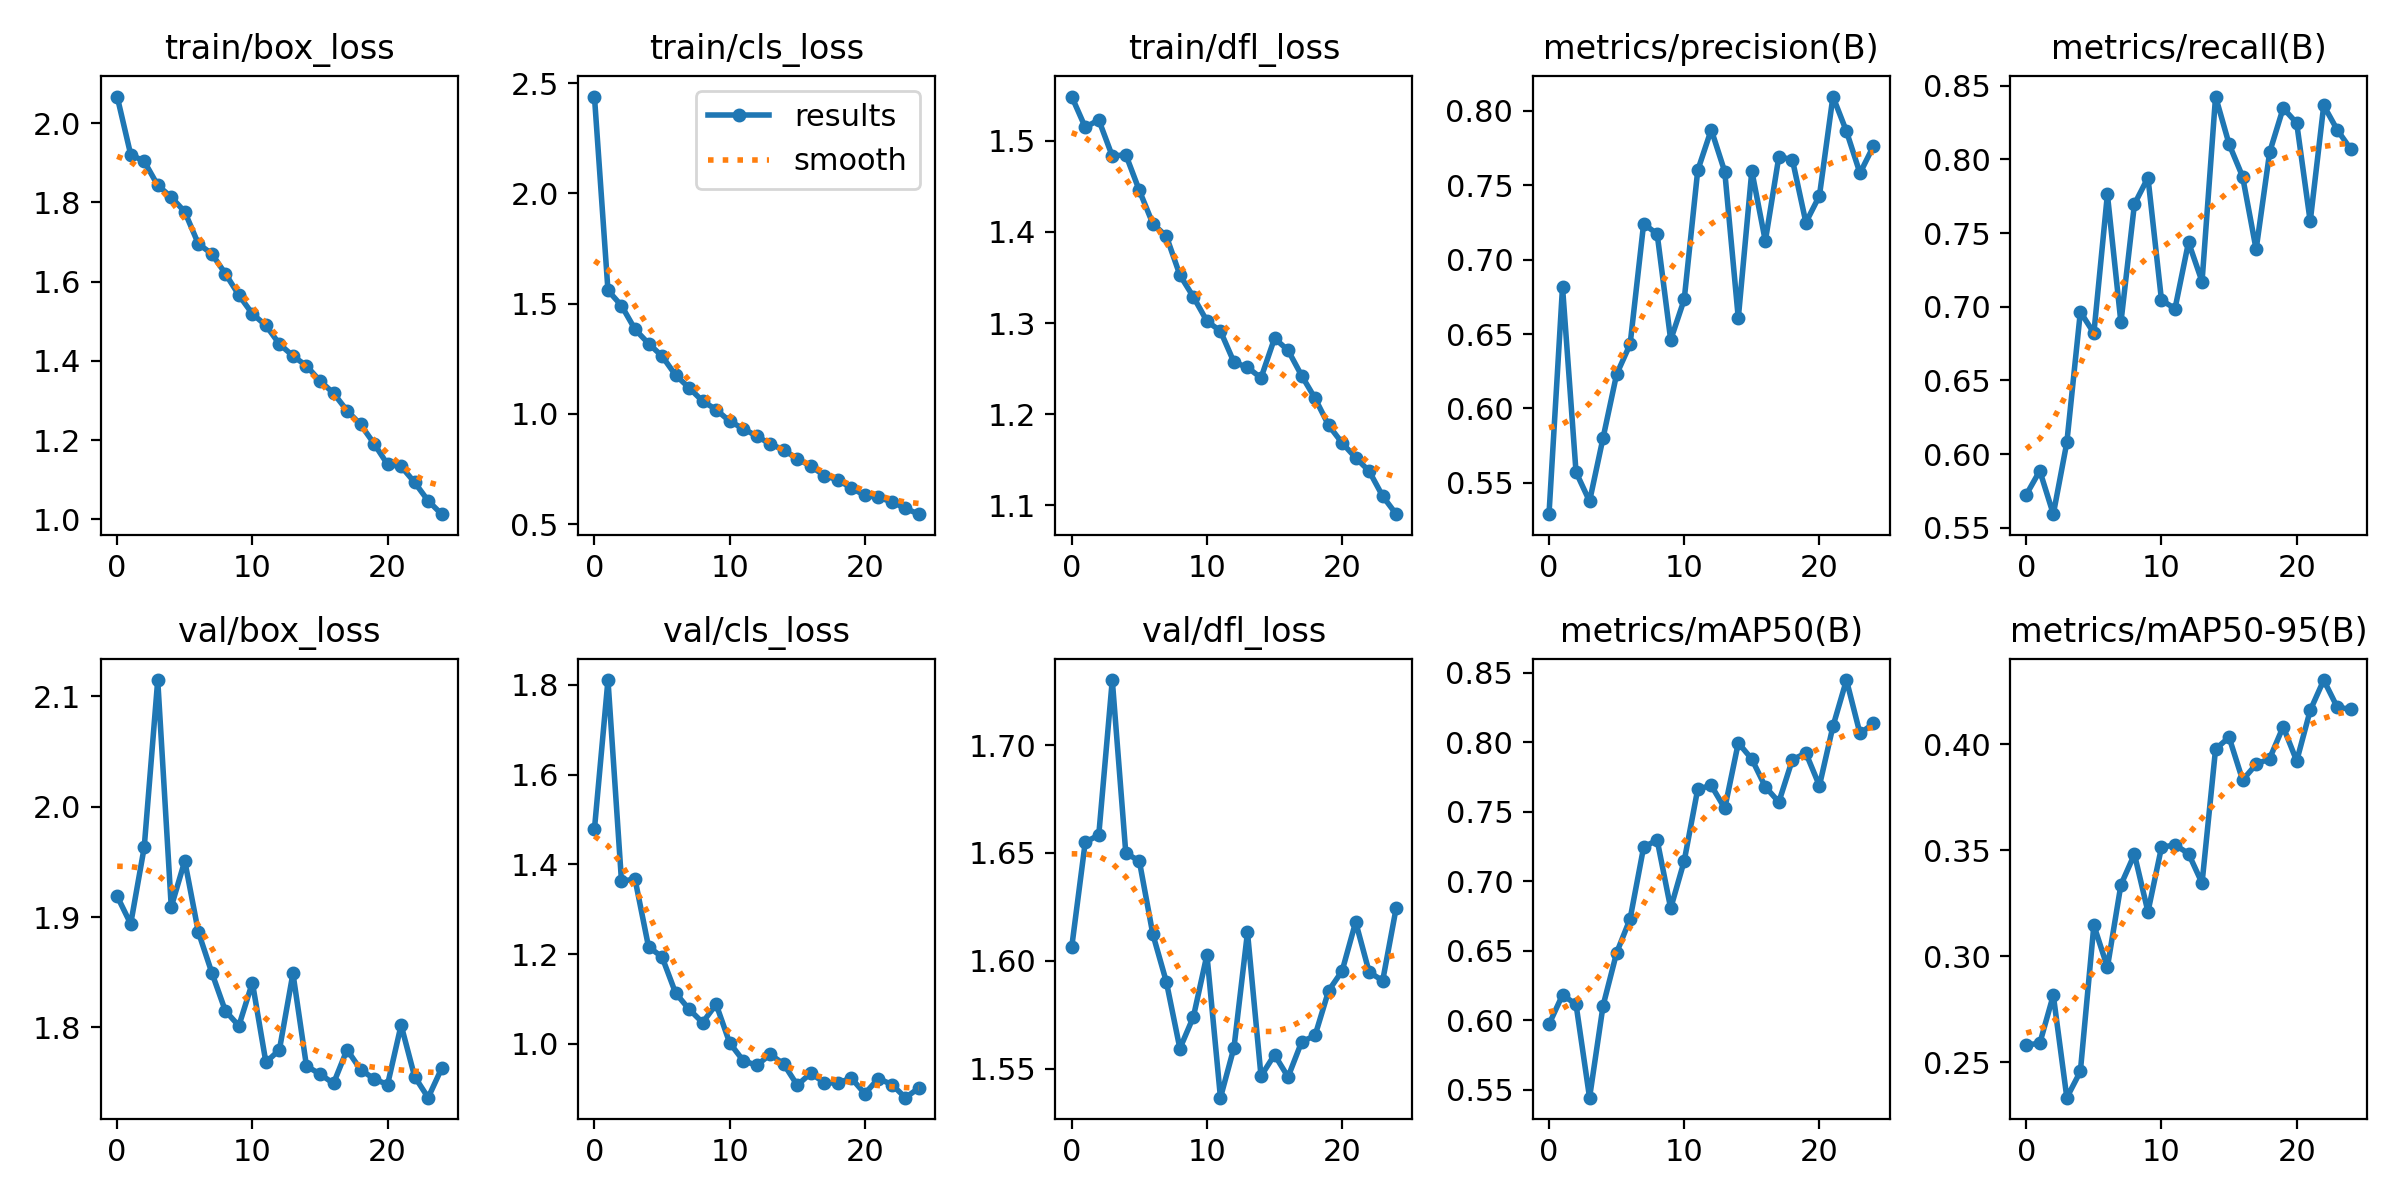 train/box_loss
2.0
1.8
1.6
1.4
1.2
1.0
0 10 20
train/cls_loss
results
smooth
2.5
2.0
1.5
1.0
0.5
0 10 20
train/dfl_loss
1.5
1.4
1.3
1.2
1.1
0 10 20
metrics/precision(B)
0.80
0.75
0.70
0.65
0.60
0.55
0 10 20
metrics/recall(B)
0.85
0.80
0.75
0.70
0.65
0.60
0.55
0 10 20
val/box_loss
2.1
2.0
1.9
1.8
0 10 20
val/cls_loss
1.8
1.6
1.4
1.2
1.0
0 10 20
val/dfl_loss
1.70
1.65
1.60
1.55
0 10 20
metrics/mAP50(B)
0.85
0.80
0.75
0.70
0.65
0.60
0.55
0 10 20
metrics/mAP50-95(B)
0.40
0.35
0.30
0.25
0 10 20